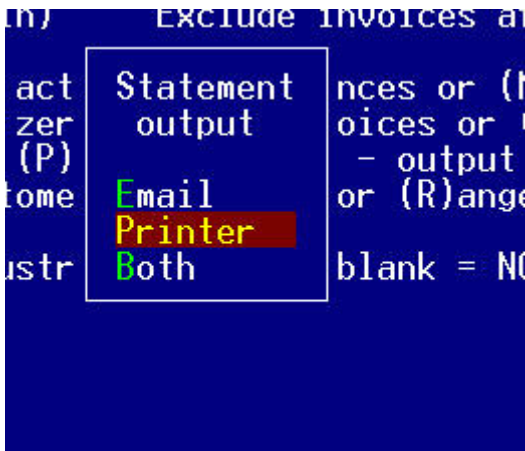 Exclude invoices
act
Statement
nces or
zer
output
oices or
(P)
- output
tome
Email
or (R)ange
Printer
ustr
Both
blank = NO